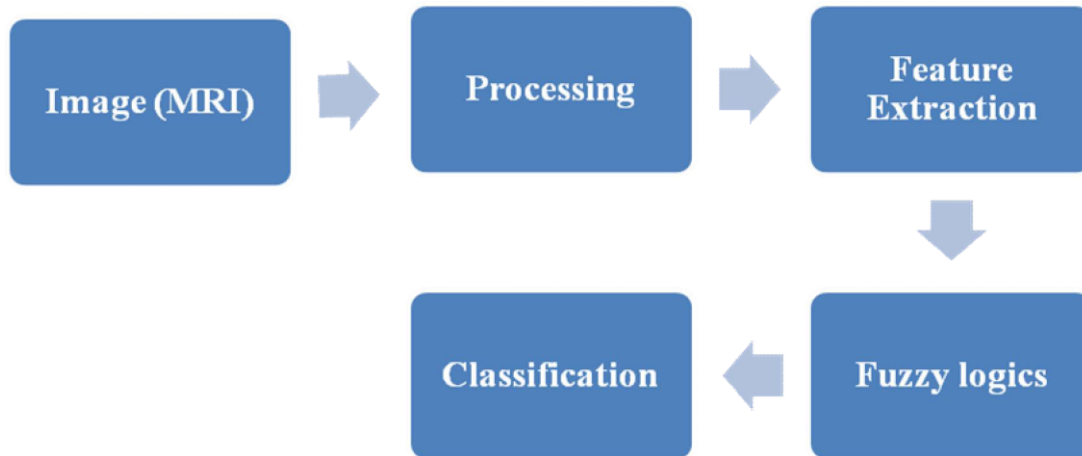 Image (MRI)
Processing
Feature
Extraction
Fuzzy logics
Classification